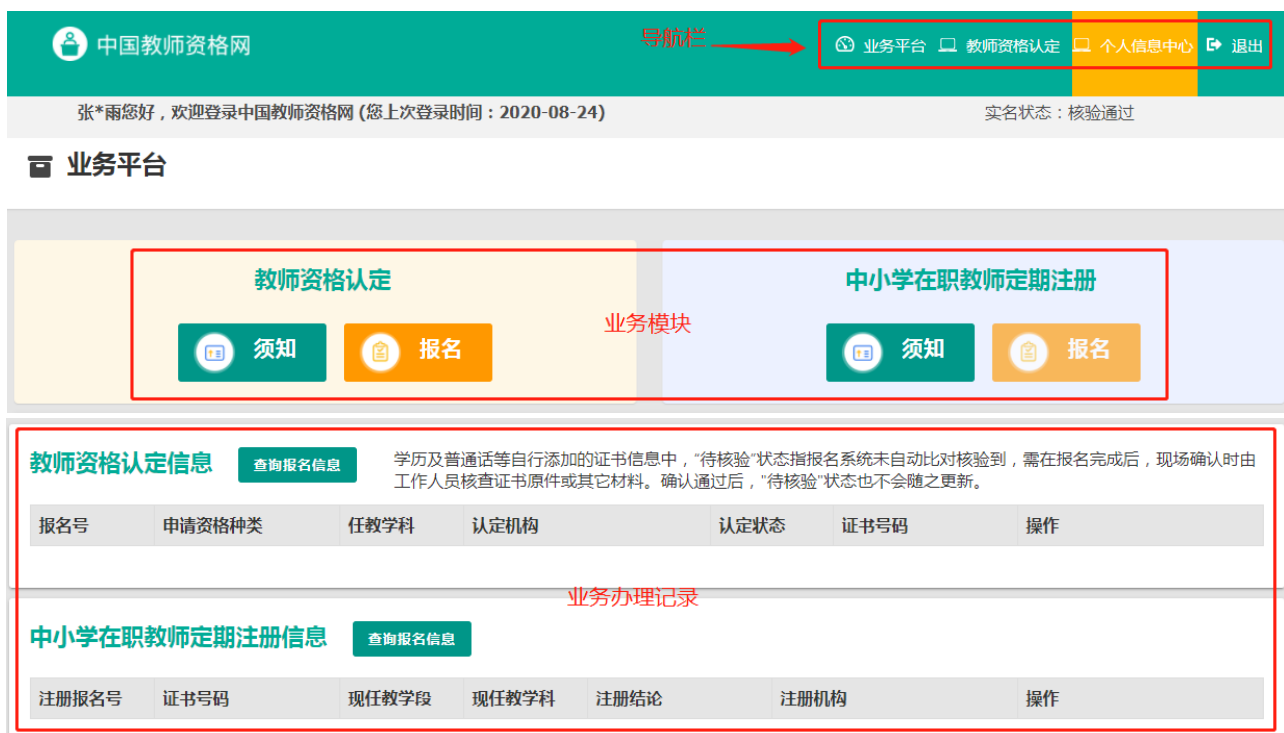 中国教师资格网
导航栏
业务平台 教师资格认定 个人信息中心 退出
张*雨您好，欢迎登录中国教师资格网 (您上次登录时间：2020-08-24)
实名状态：核验通过
业务平台
教师资格认定
中小学在职教师定期注册
业务模块
须知 报名
须知 报名
教师资格认定信息 查询报名信息
学历及普通话等自行添加的证书信息中，“待核验”状态指报名系统未自动比对核验到，需在报名完成后，现场确认时由
工作人员核查证书原件或其它材料。确认通过后，“待核验”状态也不会随之更新。
报名号 申请资格种类 任教学科 认定机构 认定状态 证书号码 操作
业务办理记录
中小学在职教师定期注册信息 查询报名信息
注册报名号 证书号码 现任教学段 现任教学科 注册结论 注册机构 操作